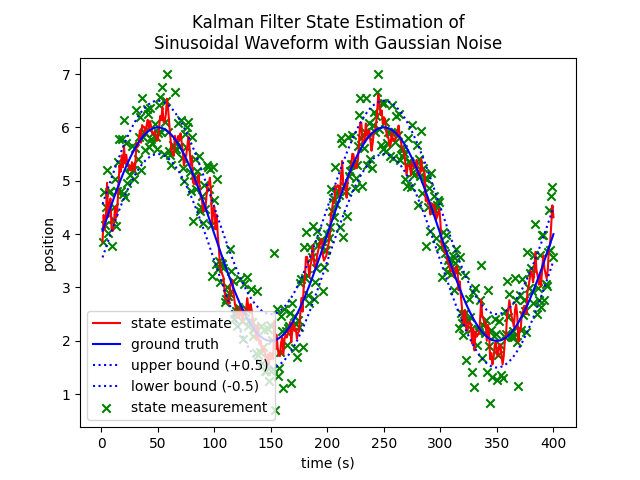 Kalman Filter State Estimation of
Sinusoidal Waveform with Gaussian Noise
7
6
5
4
3
2
1
position
state estimate
ground truth
upper bound (+0.5)
lower bound (-0.5)
state measurement
0 50 100 150 200 250 300 350 400
time (s)